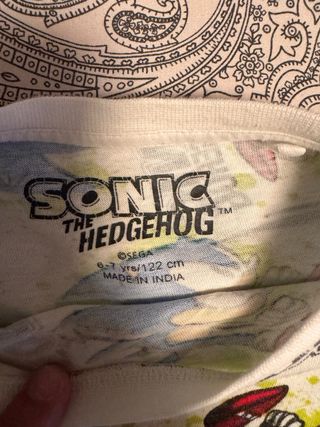 SONIC
THE
HEDGEHOG™
©SEGA
6-7 yrs/122 cm
MADE IN INDIA